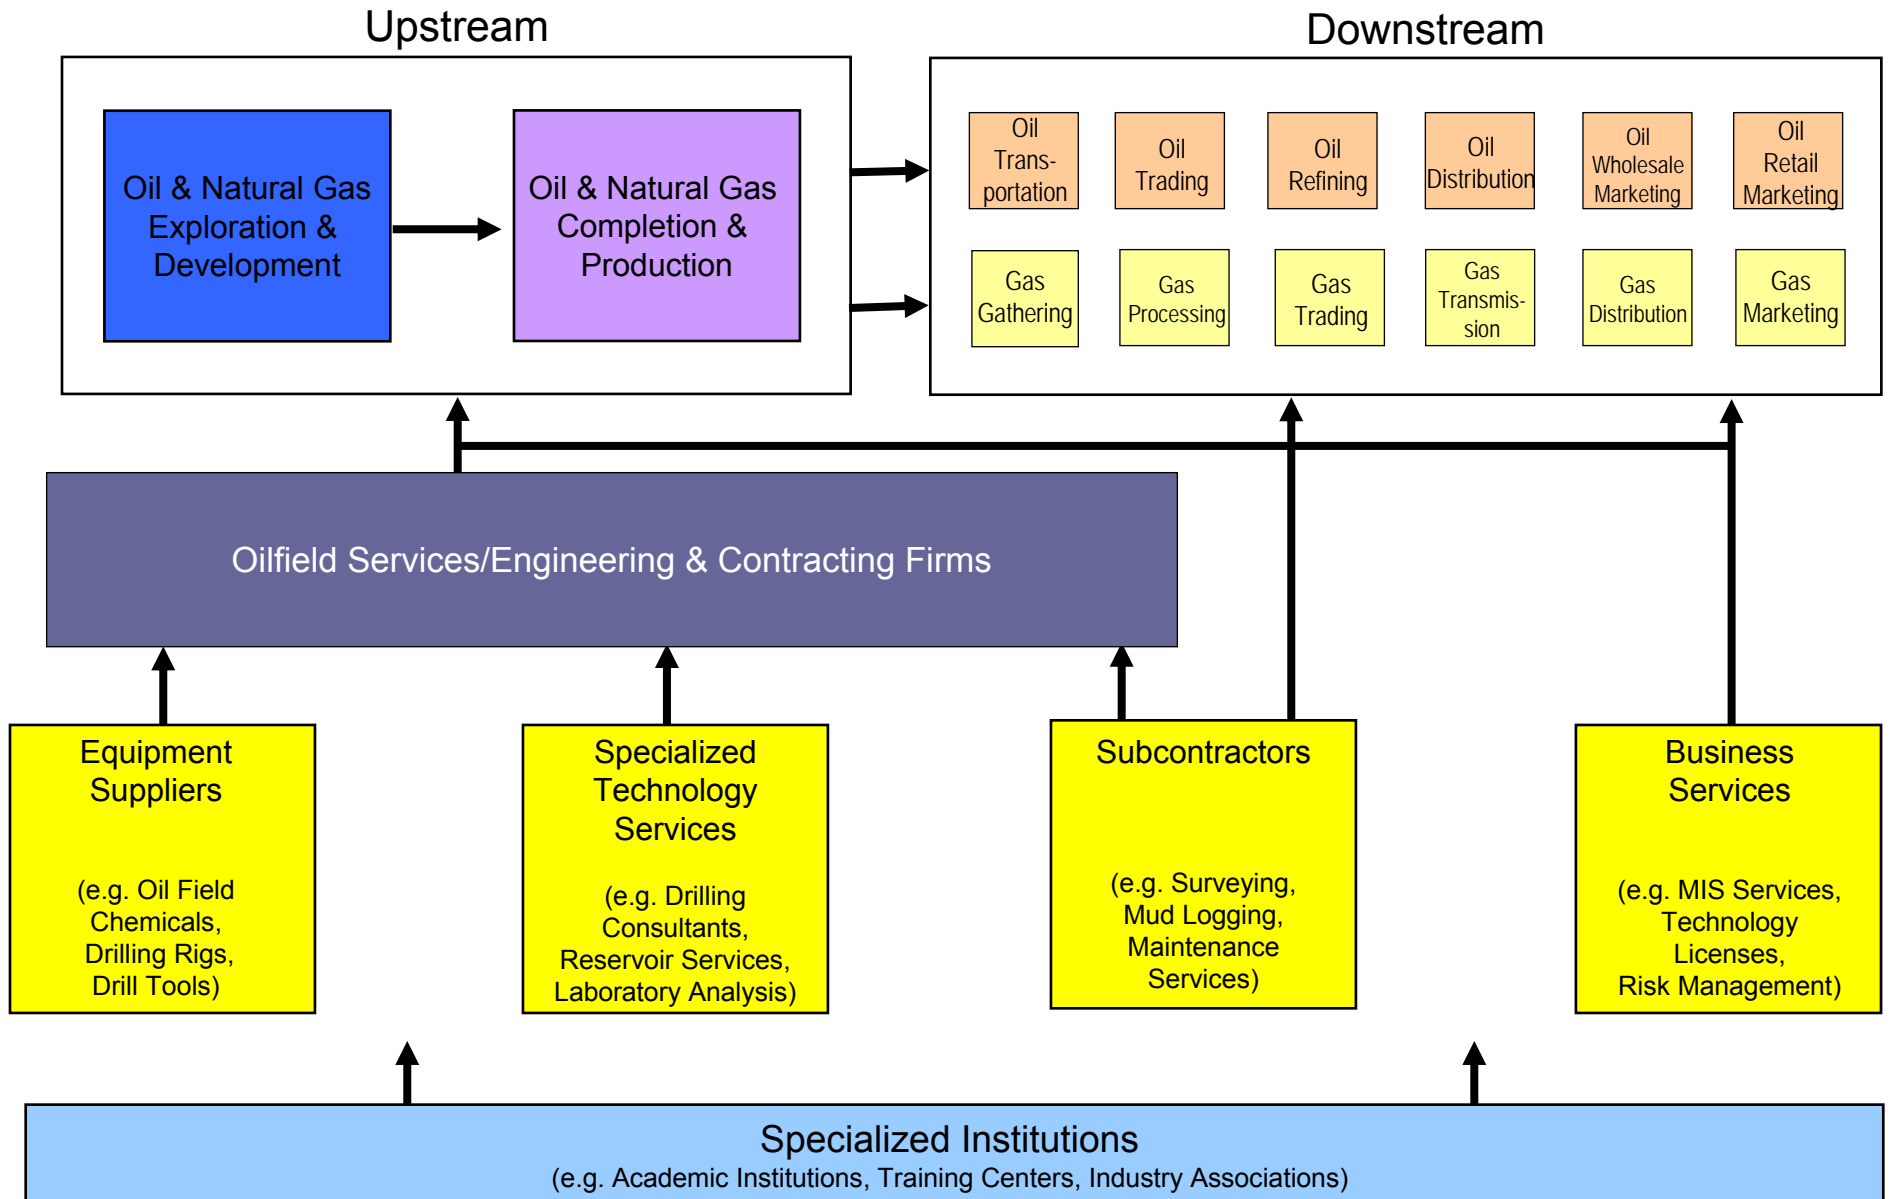 Upstream
Downstream
Oil & Natural Gas
Exploration &
Development
Oil & Natural Gas
Completion &
Production
Oil
Trans-
portation
Oil
Trading
Oil
Refining
Oil
Distribution
Oil
Wholesale
Marketing
Oil
Retail
Marketing
Gas
Gathering
Gas
Processing
Gas
Trading
Gas
Transmis-
sion
Gas
Distribution
Gas
Marketing
Oilfield Services/Engineering & Contracting Firms
Equipment
Suppliers
(e.g. Oil Field
Chemicals,
Drilling Rigs,
Drill Tools)
Specialized
Technology
Services
(e.g. Drilling
Consultants,
Reservoir Services,
Laboratory Analysis)
Subcontractors
(e.g. Surveying,
Mud Logging,
Maintenance
Services)
Business
Services
(e.g. MIS Services,
Technology
Licenses,
Risk Management)
Specialized Institutions
(e.g. Academic Institutions, Training Centers, Industry Associations)